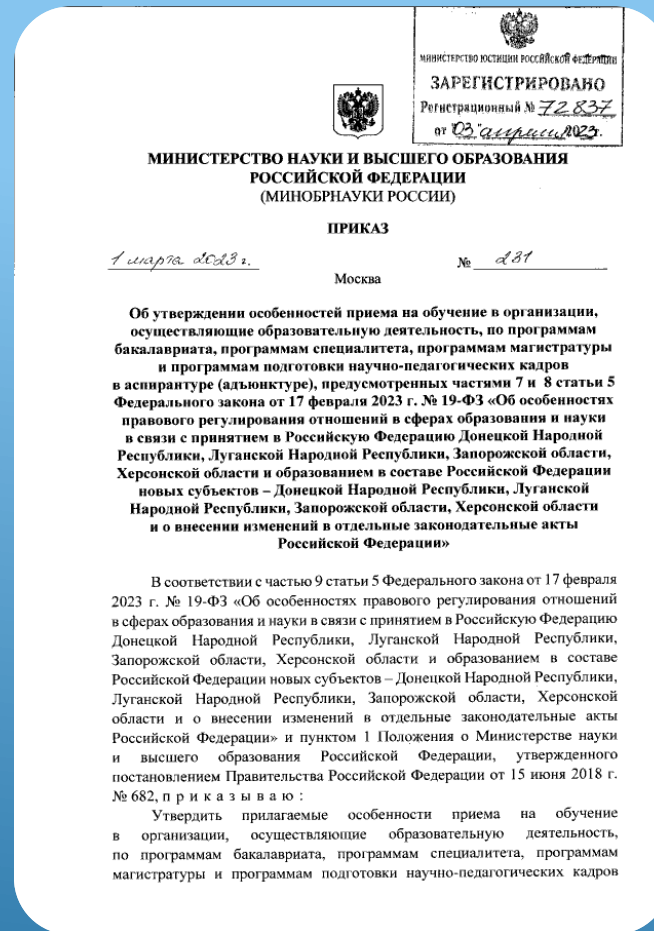 МИНИСТЕРСТВО ЮСТИЦИИ РОССИЙСКОЙ ФЕДЕРАЦИИ
ЗАРЕГИСТРИРОВАНО
Регистрационный № 72837
от "03" апреля 2023г.
МИНИСТЕРСТВО НАУКИ И ВЫСШЕГО ОБРАЗОВАНИЯ
РОССИЙСКОЙ ФЕДЕРАЦИИ
(МИНОБРНАУКИ РОССИИ)
ПРИКАЗ
1 марта 2023 г. № 231
Москва
Об утверждении особенностей приема на обучение в организации,
осуществляющие образовательную деятельность, по программам
бакалавриата, программам специалитета, программам магистратуры
и программам подготовки научно-педагогических кадров
в аспирантуре (адъюнктуре), предусмотренных частями 7 и 8 статьи 5
Федерального закона от 17 февраля 2023 г. № 19-ФЗ «Об особенностях
правового регулирования отношений в сферах образования и науки
в связи с принятием в Российскую Федерацию Донецкой Народной
Республики, Луганской Народной Республики, Запорожской области,
Херсонской области и образованием в составе Российской Федерации
новых субъектов – Донецкой Народной Республики, Луганской
Народной Республики, Запорожской области, Херсонской области
и о внесении изменений в отдельные законодательные акты
Российской Федерации»
В соответствии с частью 9 статьи 5 Федерального закона от 17 февраля
2023 г. № 19-ФЗ «Об особенностях правового регулирования отношений
в сферах образования и науки в связи с принятием в Российскую Федерацию
Донецкой Народной Республики, Луганской Народной Республики,
Запорожской области, Херсонской области и образованием в составе
Российской Федерации новых субъектов – Донецкой Народной Республики,
Луганской Народной Республики, Запорожской области, Херсонской
области и о внесении изменений в отдельные законодательные акты
Российской Федерации» и пунктом 1 Положения о Министерстве науки
и высшего образования Российской Федерации, утвержденного
постановлением Правительства Российской Федерации от 15 июня 2018 г.
№ 682, п р и к а з ы в а ю :
Утвердить прилагаемые особенности приема на обучение
в организации, осуществляющие образовательную деятельность,
по программам бакалавриата, программам специалитета, программам
магистратуры и программам подготовки научно-педагогических кадров